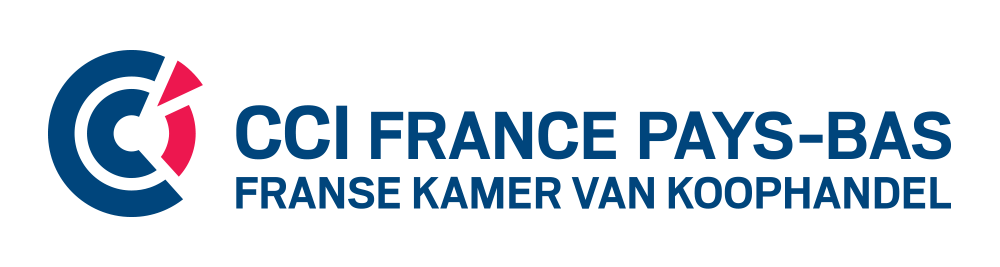 CCI FRANCE PAYS-BAS
FRANSE KAMER VAN KOOPHANDEL